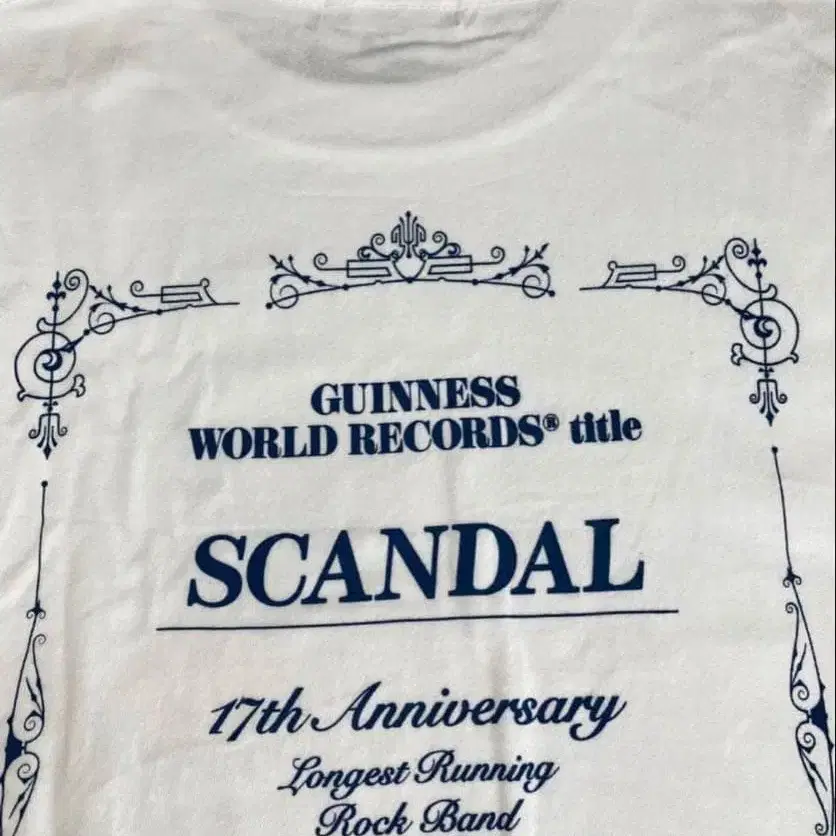 GUINNESS
WORLD RECORDS® title
SCANDAL
17th Anniversary
Longest Running
Rock Band